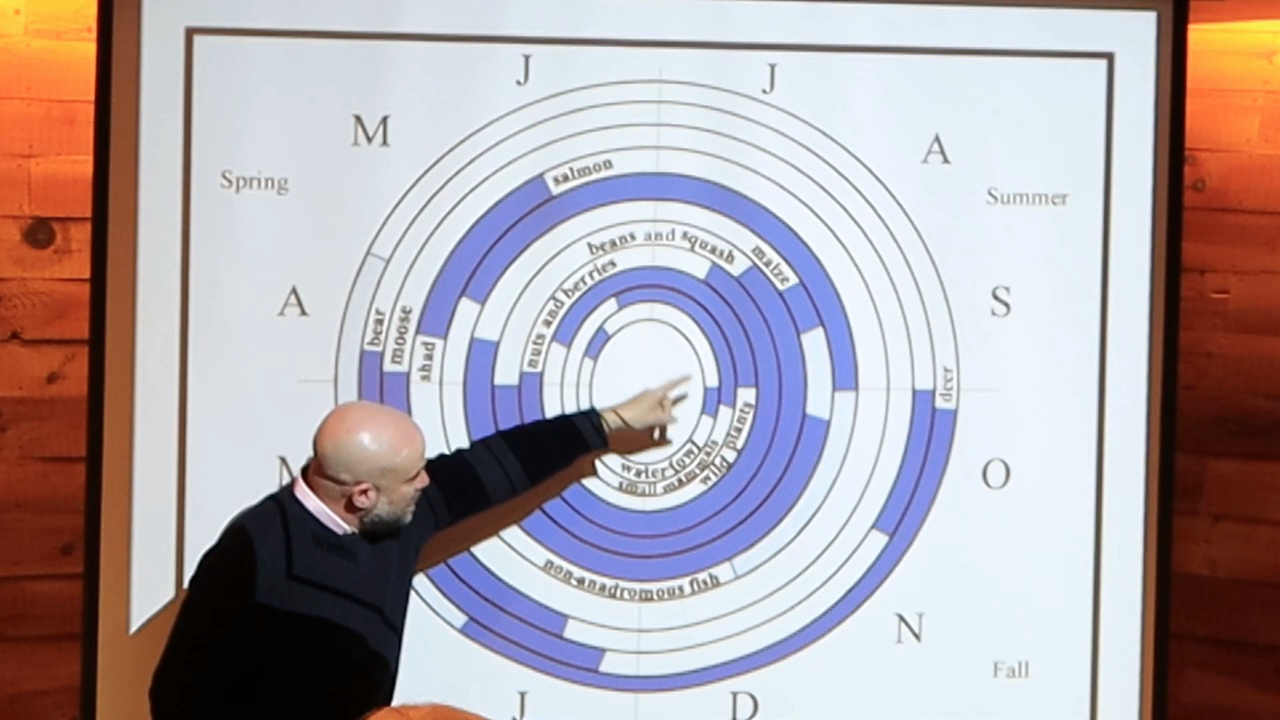 J
J
M
A
Spring
Summer
salmon
beans and squash
maize
nuts and berries
A
S
bear
moose
shad
deer
wild plants
small mammals
water fowl
O
non-anadromous fish
N
Fall
J
D